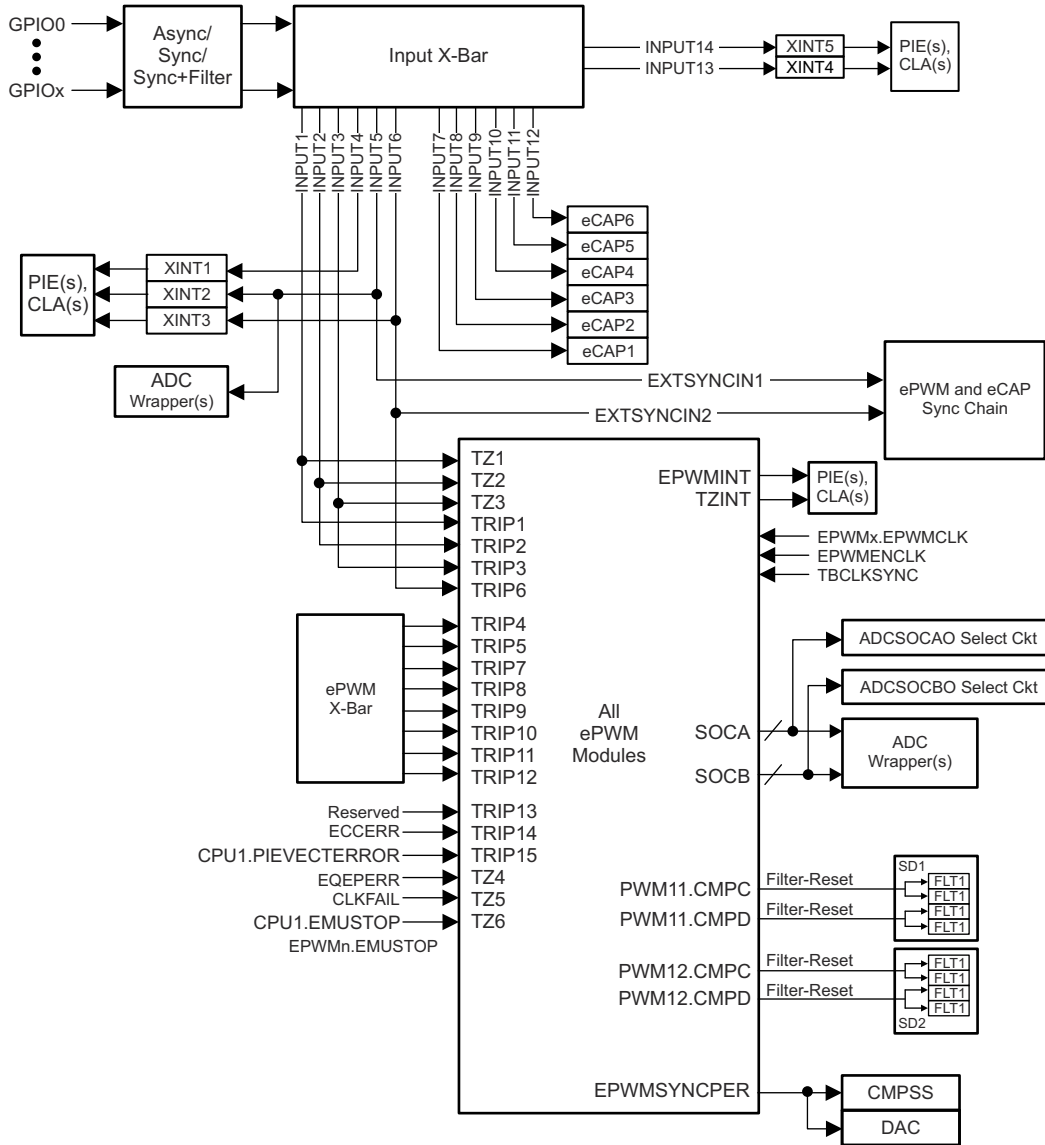 GPIO0
GPIOx
Async/
Sync/
Sync+Filter
Input X-Bar
INPUT14
INPUT13
XINT5
XINT4
PIE(s),
CLA(s)
INPUT1
INPUT2
INPUT3
INPUT4
INPUT5
INPUT6
INPUT7
INPUT8
INPUT9
INPUT10
INPUT11
INPUT12
eCAP6
eCAP5
eCAP4
eCAP3
eCAP2
eCAP1
PIE(s),
CLA(s)
XINT1
XINT2
XINT3
ADC
Wrapper(s)
EXTSYNCIN1
EXTSYNCIN2
ePWM and eCAP
Sync Chain
TZ1
TZ2
TZ3
TRIP1
TRIP2
TRIP3
TRIP6
EPWMINT
TZINT
PIE(s),
CLA(s)
EPWMx.EPWMCLK
EPWMENCLK
TBCLKSYNC
ePWM
X-Bar
TRIP4
TRIP5
TRIP7
TRIP8
TRIP9
TRIP10
TRIP11
TRIP12
All
ePWM
Modules
SOCA
SOCB
ADCSOCAO Select Ckt
ADCSOCBO Select Ckt
ADC
Wrapper(s)
Reserved
ECCERR
CPU1.PIEVECTERROR
EQEPERR
CLKFAIL
CPU1.EMUSTOP
EPWMn.EMUSTOP
TRIP13
TRIP14
TRIP15
TZ4
TZ5
TZ6
PWM11.CMPC
PWM11.CMPD
PWM12.CMPC
PWM12.CMPD
Filter-Reset
Filter-Reset
Filter-Reset
Filter-Reset
SD1
FLT1
FLT1
FLT1
FLT1
FLT1
FLT1
FLT1
FLT1
SD2
EPWMSYNCPER
CMPSS
DAC